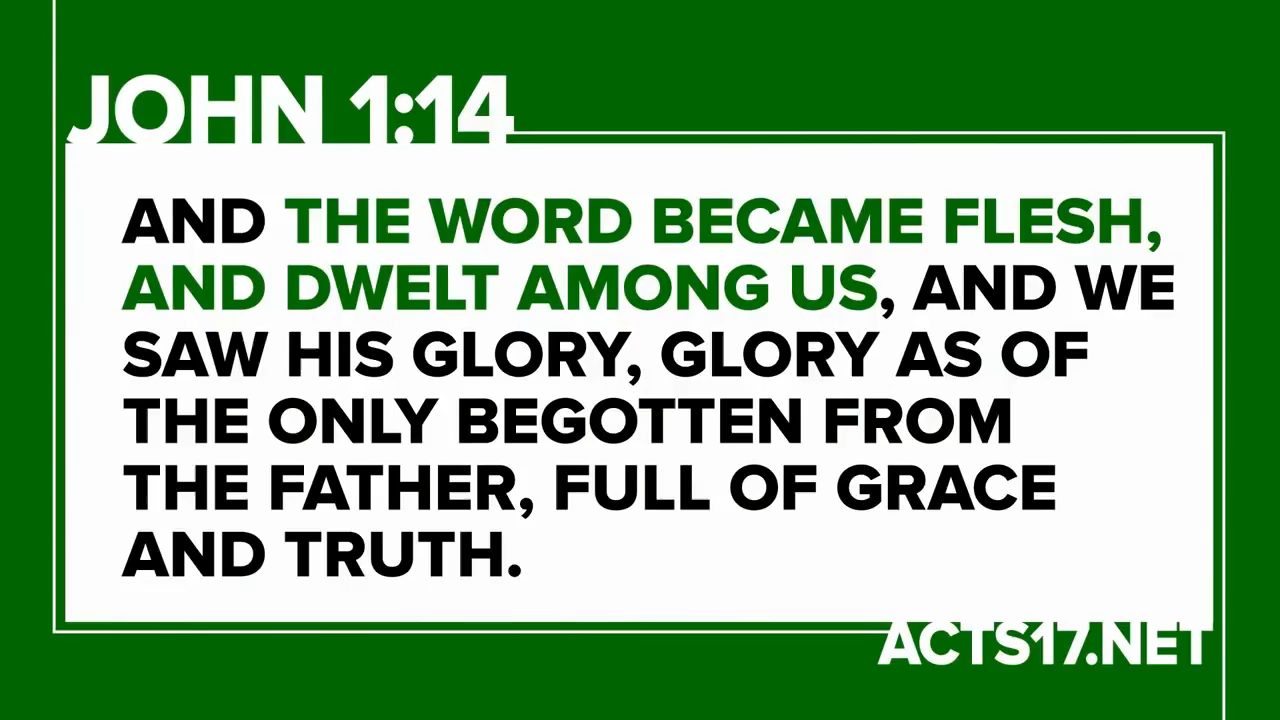 JOHN 1:14
AND THE WORD BECAME FLESH,
AND DWELT AMONG US, AND WE
SAW HIS GLORY, GLORY AS OF
THE ONLY BEGOTTEN FROM
THE FATHER, FULL OF GRACE
AND TRUTH.
ACTS17.NET